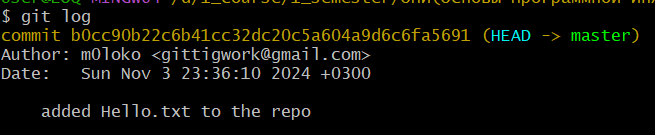 $ git log
commit b0cc90b22c6b41cc32dc20c5a604a9d6c6fa5691 (HEAD -> master)
Author: m0loko <gittigwork@gmail.com>
Date:   Sun Nov 3 23:36:10 2024 +0300
added Hello.txt to the repo